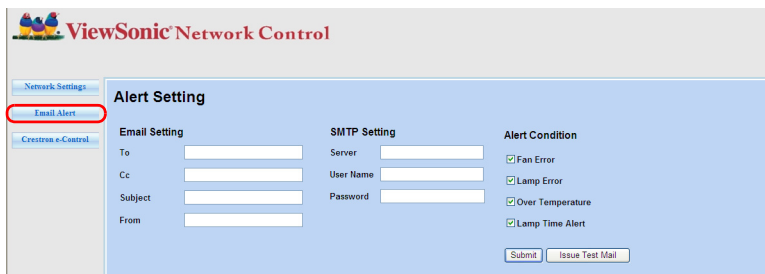 ViewSonic® Network Control
Network Settings
Email Alert
Crestron e-Control
Alert Setting
Email Setting
To
Cc
Subject
From
SMTP Setting
Server
User Name
Password
Alert Condition
Fan Error
Lamp Error
Over Temperature
Lamp Time Alert
Submit
Issue Test Mail